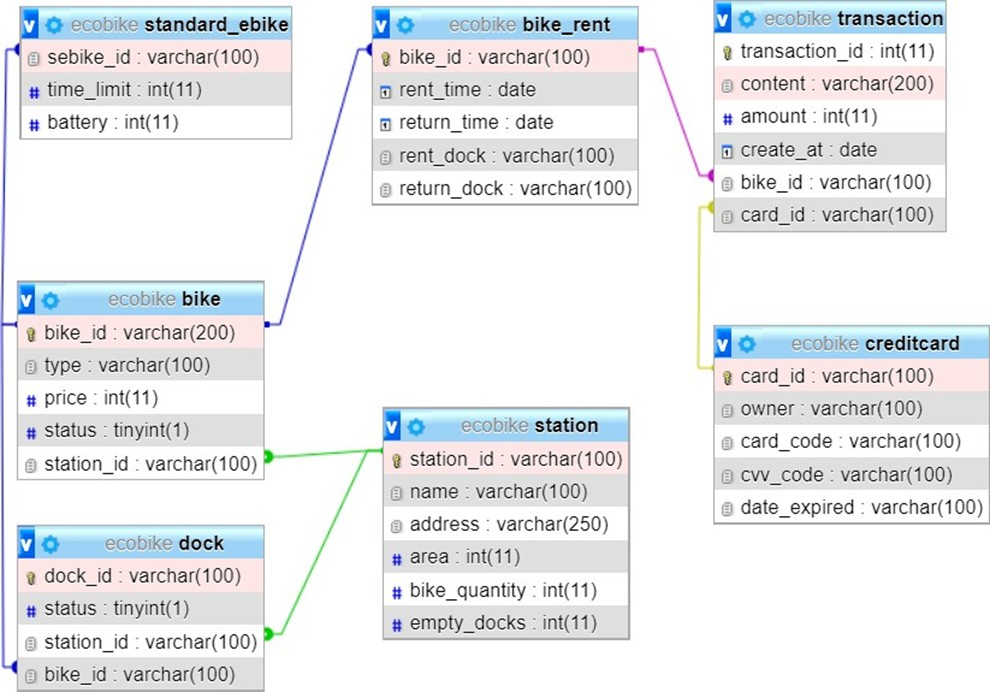 ecobike standard_ebike
sebike_id : varchar(100)
time_limit : int(11)
battery : int(11)
ecobike bike_rent
bike_id : varchar(100)
rent_time : date
return_time : date
rent_dock : varchar(100)
return_dock : varchar(100)
ecobike transaction
transaction_id : int(11)
content : varchar(200)
amount : int(11)
create_at : date
bike_id : varchar(100)
card_id : varchar(100)
ecobike bike
bike_id : varchar(200)
type : varchar(100)
price : int(11)
status : tinyint(1)
station_id : varchar(100)
ecobike station
station_id : varchar(100)
name : varchar(100)
address : varchar(250)
area : int(11)
bike_quantity : int(11)
empty_docks : int(11)
ecobike creditcard
card_id : varchar(100)
owner : varchar(100)
card_code : varchar(100)
cvv_code : varchar(100)
date_expired : varchar(100)
ecobike dock
dock_id : varchar(100)
status : tinyint(1)
station_id : varchar(100)
bike_id : varchar(100)